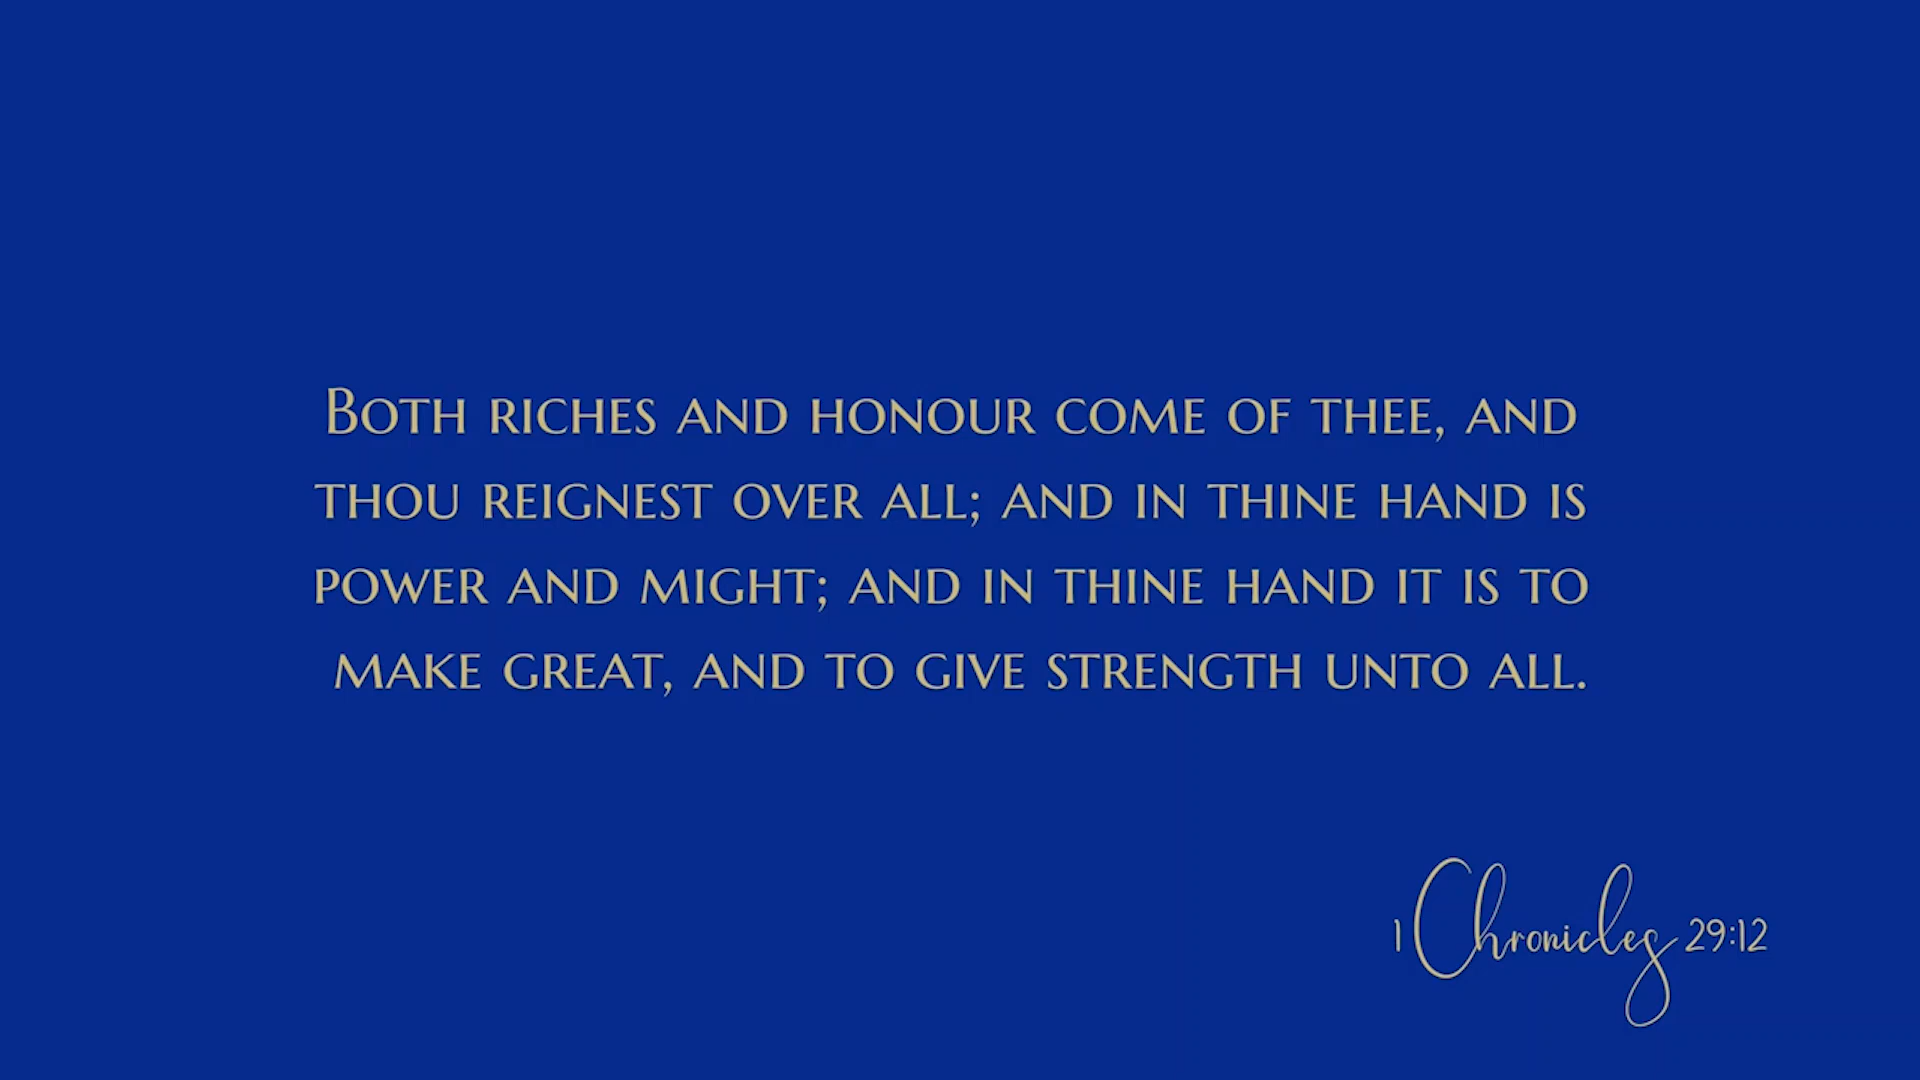 Both riches and honour come of thee, and
thou reignest over all; and in thine hand is
power and might; and in thine hand it is to
make great, and to give strength unto all.
1 Chronicles 29:12